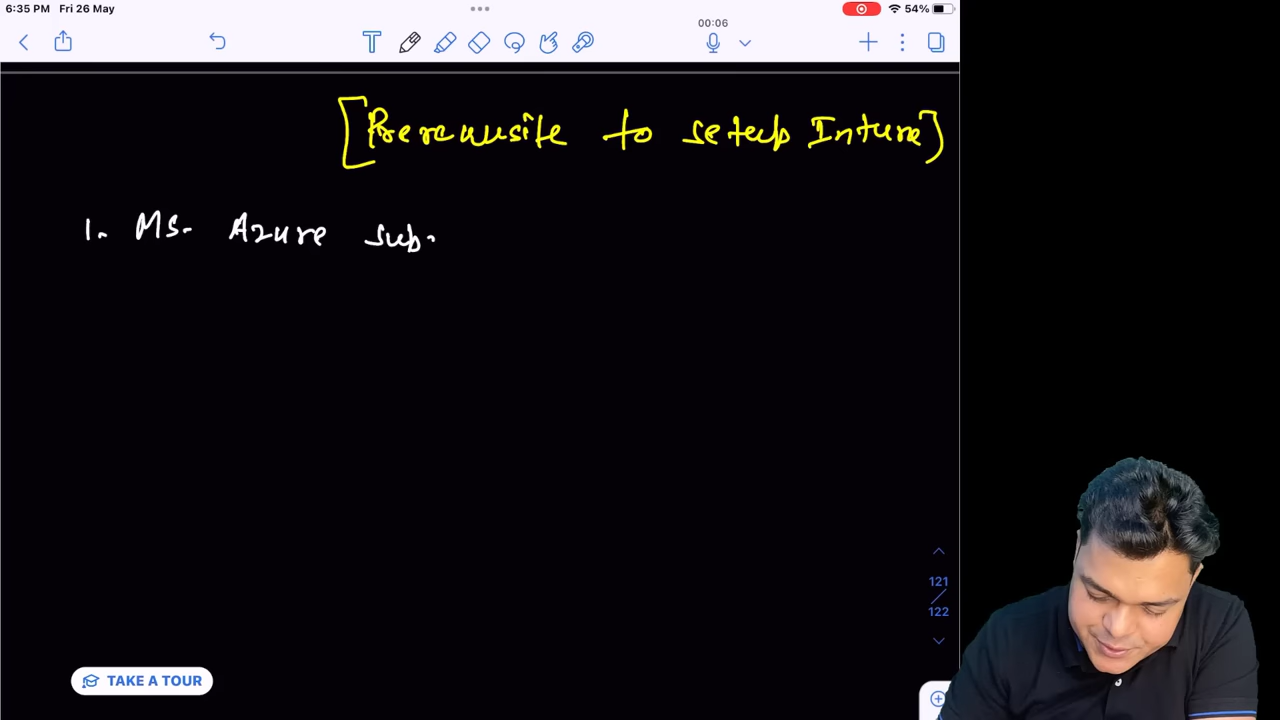 6:35 PM Fri 26 May 54%
00:06
[Prerequsite to setup Intune]
1. MS. Azure sub.
121
122
TAKE A TOUR